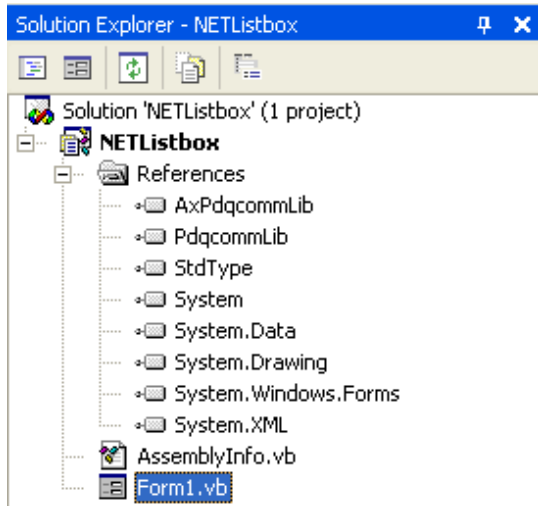 Solution Explorer - NETListbox
Solution 'NETListbox' (1 project)
NETListbox
References
AxPdqcommLib
PdqcommLib
StdType
System
System.Data
System.Drawing
System.Windows.Forms
System.XML
AssemblyInfo.vb
Form1.vb